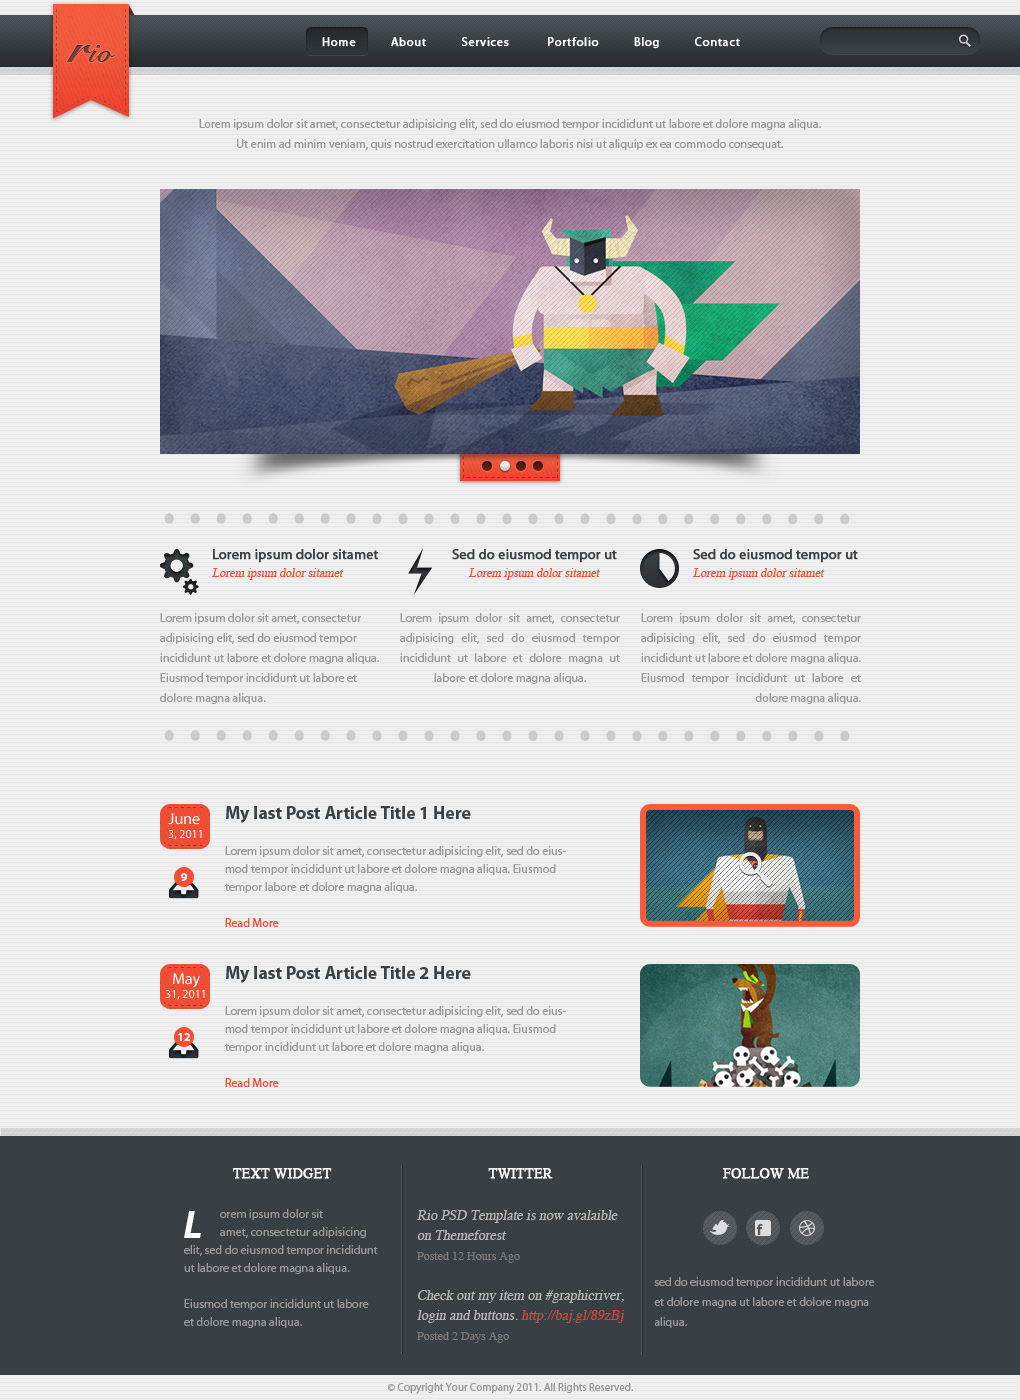 rio
Home About Services Portfolio Blog Contact
Lorem ipsum dolor sit amet, consectetur adipisicing elit, sed do eiusmod tempor incididunt ut labore et dolore magna aliqua.
Ut enim ad minim veniam, quis nostrud exercitation ullamco laboris nisi ut aliquip ex ea commodo consequat.
Lorem ipsum dolor sitamet
Lorem ipsum dolor sitamet
Lorem ipsum dolor sit amet, consectetur
adipisicing elit, sed do eiusmod tempor
incididunt ut labore et dolore magna aliqua.
Eiusmod tempor incididunt ut labore et
dolore magna aliqua.
Sed do eiusmod tempor ut
Lorem ipsum dolor sitamet
Lorem ipsum dolor sit amet, consectetur
adipisicing elit, sed do eiusmod tempor
incididunt ut labore et dolore magna ut
labore et dolore magna aliqua.
Sed do eiusmod tempor ut
Lorem ipsum dolor sitamet
Lorem ipsum dolor sit amet, consectetur
adipisicing elit, sed do eiusmod tempor
incididunt ut labore et dolore magna aliqua.
Eiusmod tempor incididunt ut labore et
dolore magna aliqua.
June
3, 2011
9
My last Post Article Title 1 Here
Lorem ipsum dolor sit amet, consectetur adipisicing elit, sed do eius-
mod tempor incididunt ut labore et dolore magna aliqua. Eiusmod
tempor labore et dolore magna aliqua.
Read More
May
31, 2011
12
My last Post Article Title 2 Here
Lorem ipsum dolor sit amet, consectetur adipisicing elit, sed do eius-
mod tempor incididunt ut labore et dolore magna aliqua. Eiusmod
tempor incididunt ut labore et dolore magna aliqua.
Read More
TEXT WIDGET
Lorem ipsum dolor sit
amet, consectetur adipisicing
elit, sed do eiusmod tempor incididunt
ut labore et dolore magna aliqua.
Eiusmod tempor incididunt ut labore
et dolore magna aliqua.
TWITTER
Rio PSD Template is now avalaible
on Themeforest
Posted 12 Hours Ago
Check out my item on #graphicriver,
login and buttons. http://baj.gl/89zBj
Posted 2 Days Ago
FOLLOW ME
sed do eiusmod tempor incididunt ut labore
et dolore magna ut labore et dolore magna
aliqua.
© Copyright Your Company 2011. All Rights Reserved.